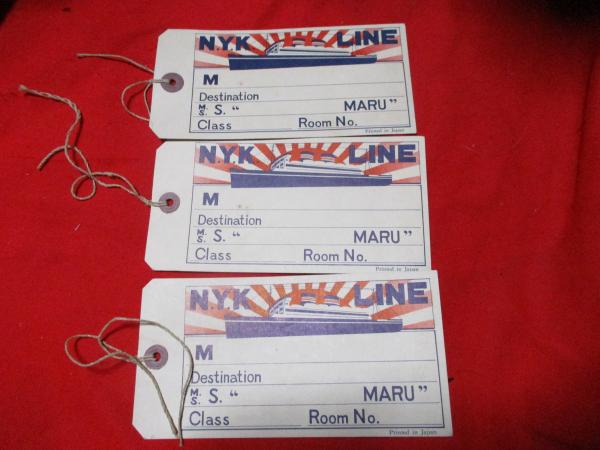 N.Y.K LINE
M
Destination
M. S. S. “ MARU”
Class Room No.
Printed in Japan
N.Y.K LINE
M
Destination
M. S. S. “ MARU”
Class Room No.
Printed in Japan
N.Y.K LINE
M
Destination
M. S. S. “ MARU”
Class Room No.
Printed in Japan